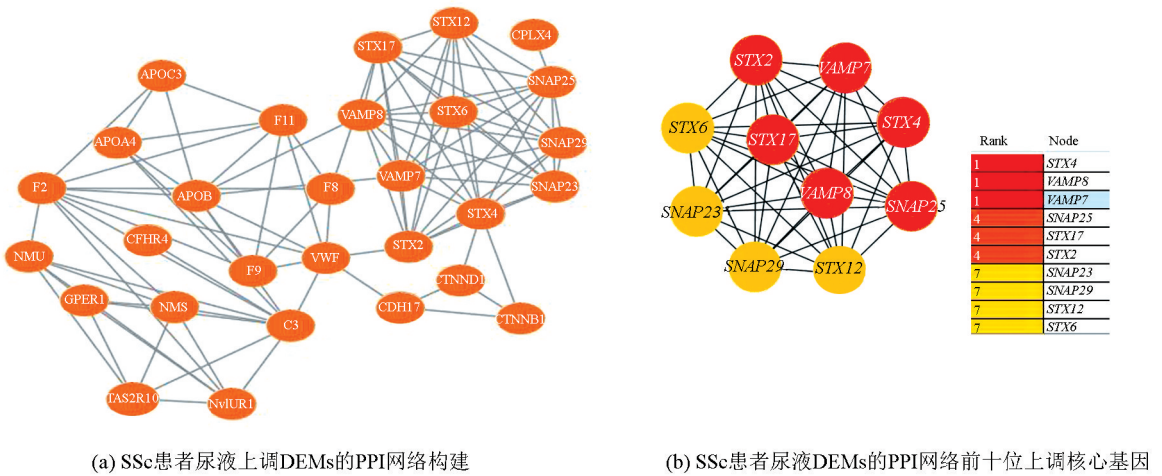 STX12
STX17
CPLX4
APOC3
SNAP25
VAMP8
STX6
F11
APOA4
SNAP29
VAMP7
SNAP23
F2
APOB
F8
STX4
CFHR4
STX2
NMU
F9
VWF
CTNND1
GPER1
NMS
CDH17
CTNNB1
C3
TAS2R10
NvlUR1
(a) SSc患者尿液上调DEMs的PPI网络构建
STX2
VAMP7
STX6
STX17
STX4
VAMP8
SNAP23
SNAP25
SNAP29
STX12
Rank Node
1 STX4
1 VAMP8
1 VAMP7
4 SNAP25
4 STX17
4 STX2
7 SNAP23
7 SNAP29
7 STX12
7 STX6
(b) SSc患者尿液DEMs的PPI网络前十位上调核心基因